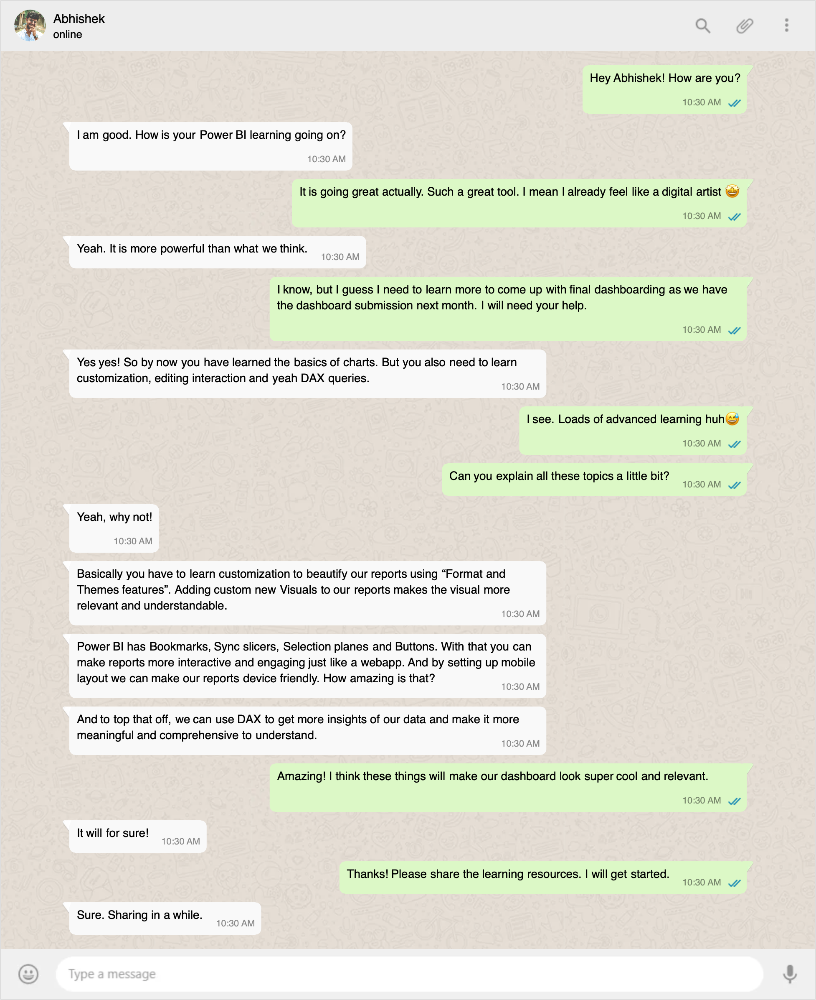 Abhishek
online
Hey Abhishek! How are you?
10:30 AM
I am good. How is your Power BI learning going on?
10:30 AM
It is going great actually. Such a great tool. I mean I already feel like a digital artist 🤩
10:30 AM
Yeah. It is more powerful than what we think.
10:30 AM
I know, but I guess I need to learn more to come up with final dashboarding as we have
the dashboard submission next month. I will need your help.
10:30 AM
Yes yes! So by now you have learned the basics of charts. But you also need to learn
customization, editing interaction and yeah DAX queries.
10:30 AM
I see. Loads of advanced learning huh😅
10:30 AM
Can you explain all these topics a little bit?
10:30 AM
Yeah, why not!
10:30 AM
Basically you have to learn customization to beautify our reports using “Format and
Themes features”. Adding custom new Visuals to our reports makes the visual more
relevant and understandable.
10:30 AM
Power BI has Bookmarks, Sync slicers, Selection planes and Buttons. With that you can
make reports more interactive and engaging just like a webapp. And by setting up mobile
layout we can make our reports device friendly. How amazing is that?
10:30 AM
And to top that off, we can use DAX to get more insights of our data and make it more
meaningful and comprehensive to understand.
10:30 AM
Amazing! I think these things will make our dashboard look super cool and relevant.
10:30 AM
It will for sure!
10:30 AM
Thanks! Please share the learning resources. I will get started.
10:30 AM
Sure. Sharing in a while.
10:30 AM
Type a message